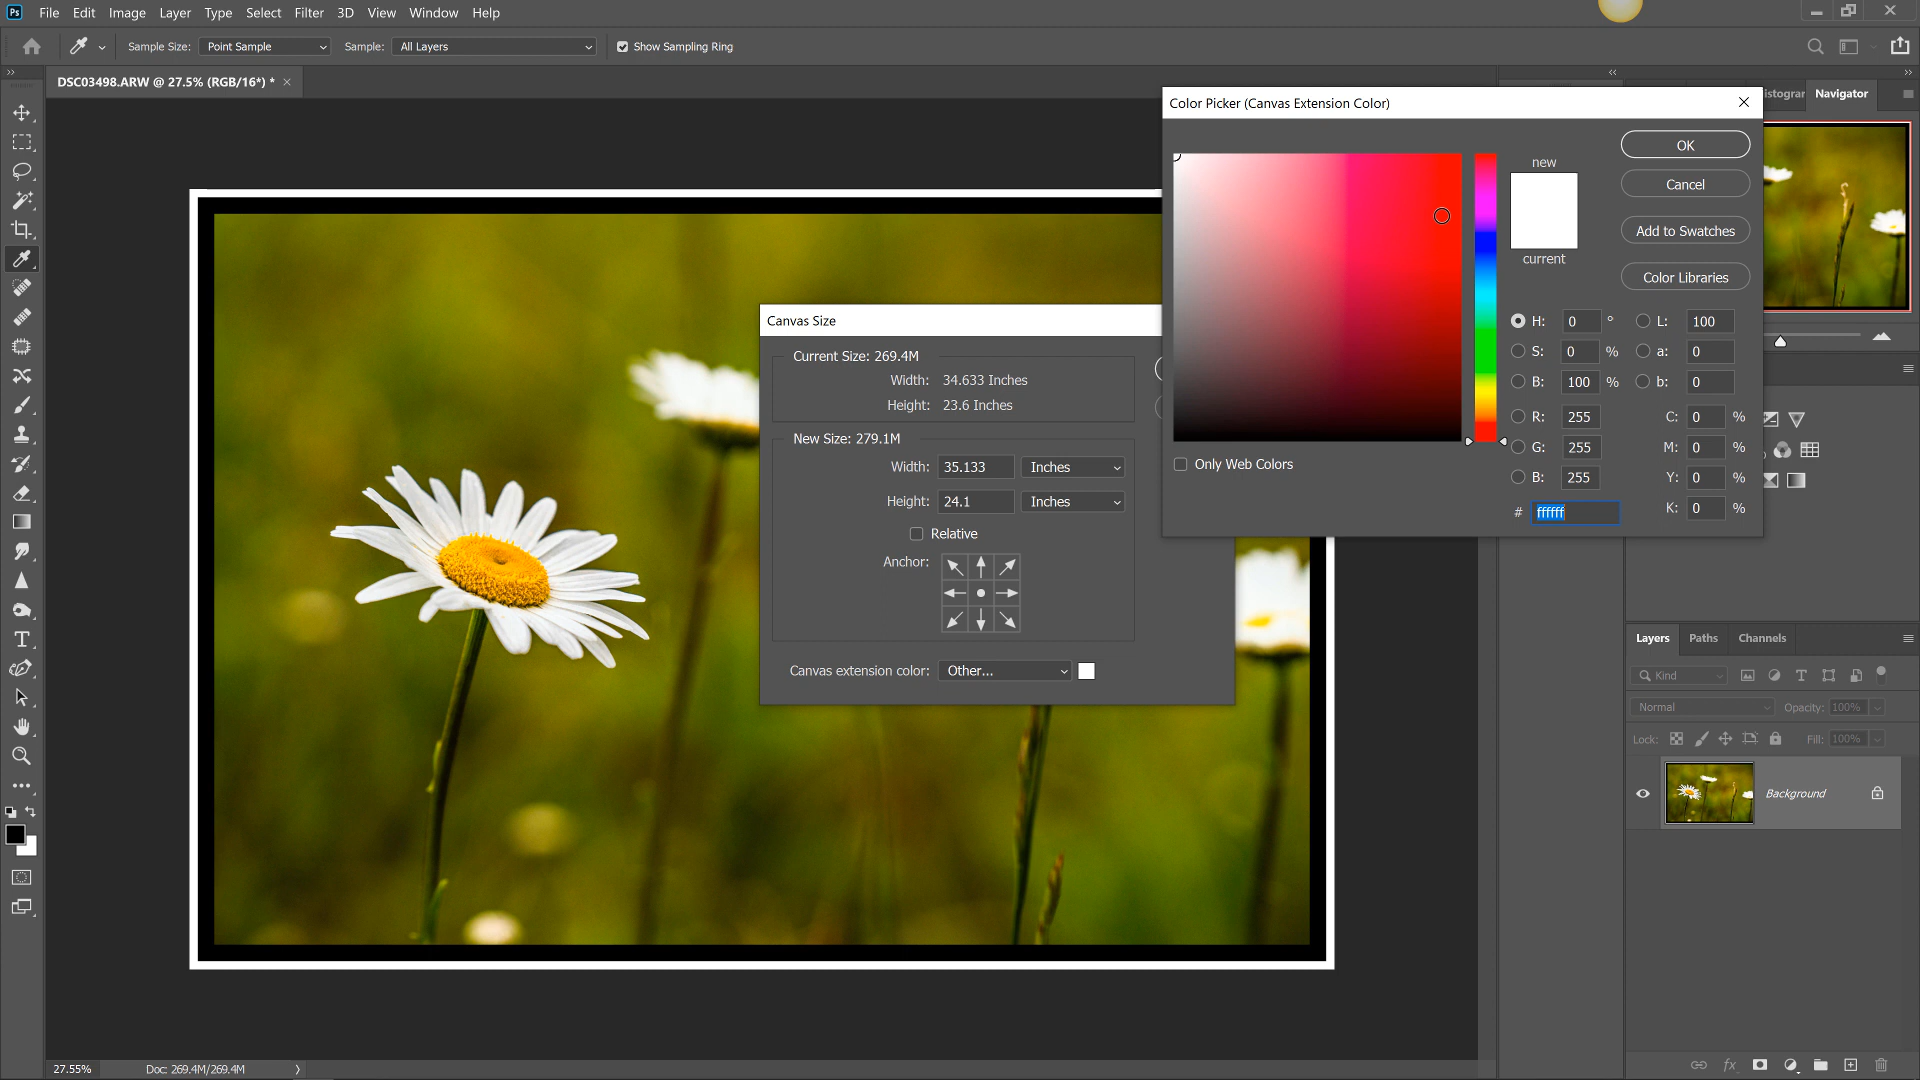 Ps File Edit Image Layer Type Select Filter 3D View Window Help
Sample Size: Point Sample Sample: All Layers Show Sampling Ring
DSC03498.ARW @ 27.5% (RGB/16*) * ×
istogram Navigator
Color Picker (Canvas Extension Color)
new
current
OK
Cancel
Add to Swatches
Color Libraries
H: 0 ° L: 100
S: 0 % a: 0
B: 100 % b: 0
R: 255 C: 0 %
G: 255 M: 0 %
B: 255 Y: 0 %
# ffffff K: 0 %
Only Web Colors
Canvas Size
Current Size: 269.4M
Width: 34.633 Inches
Height: 23.6 Inches
New Size: 279.1M
Width: 35.133 Inches
Height: 24.1 Inches
Relative
Anchor:
Canvas extension color: Other...
Layers Paths Channels
Kind
Normal Opacity: 100%
Lock: Fill: 100%
Background
fx
27.55% Doc: 269.4M/269.4M